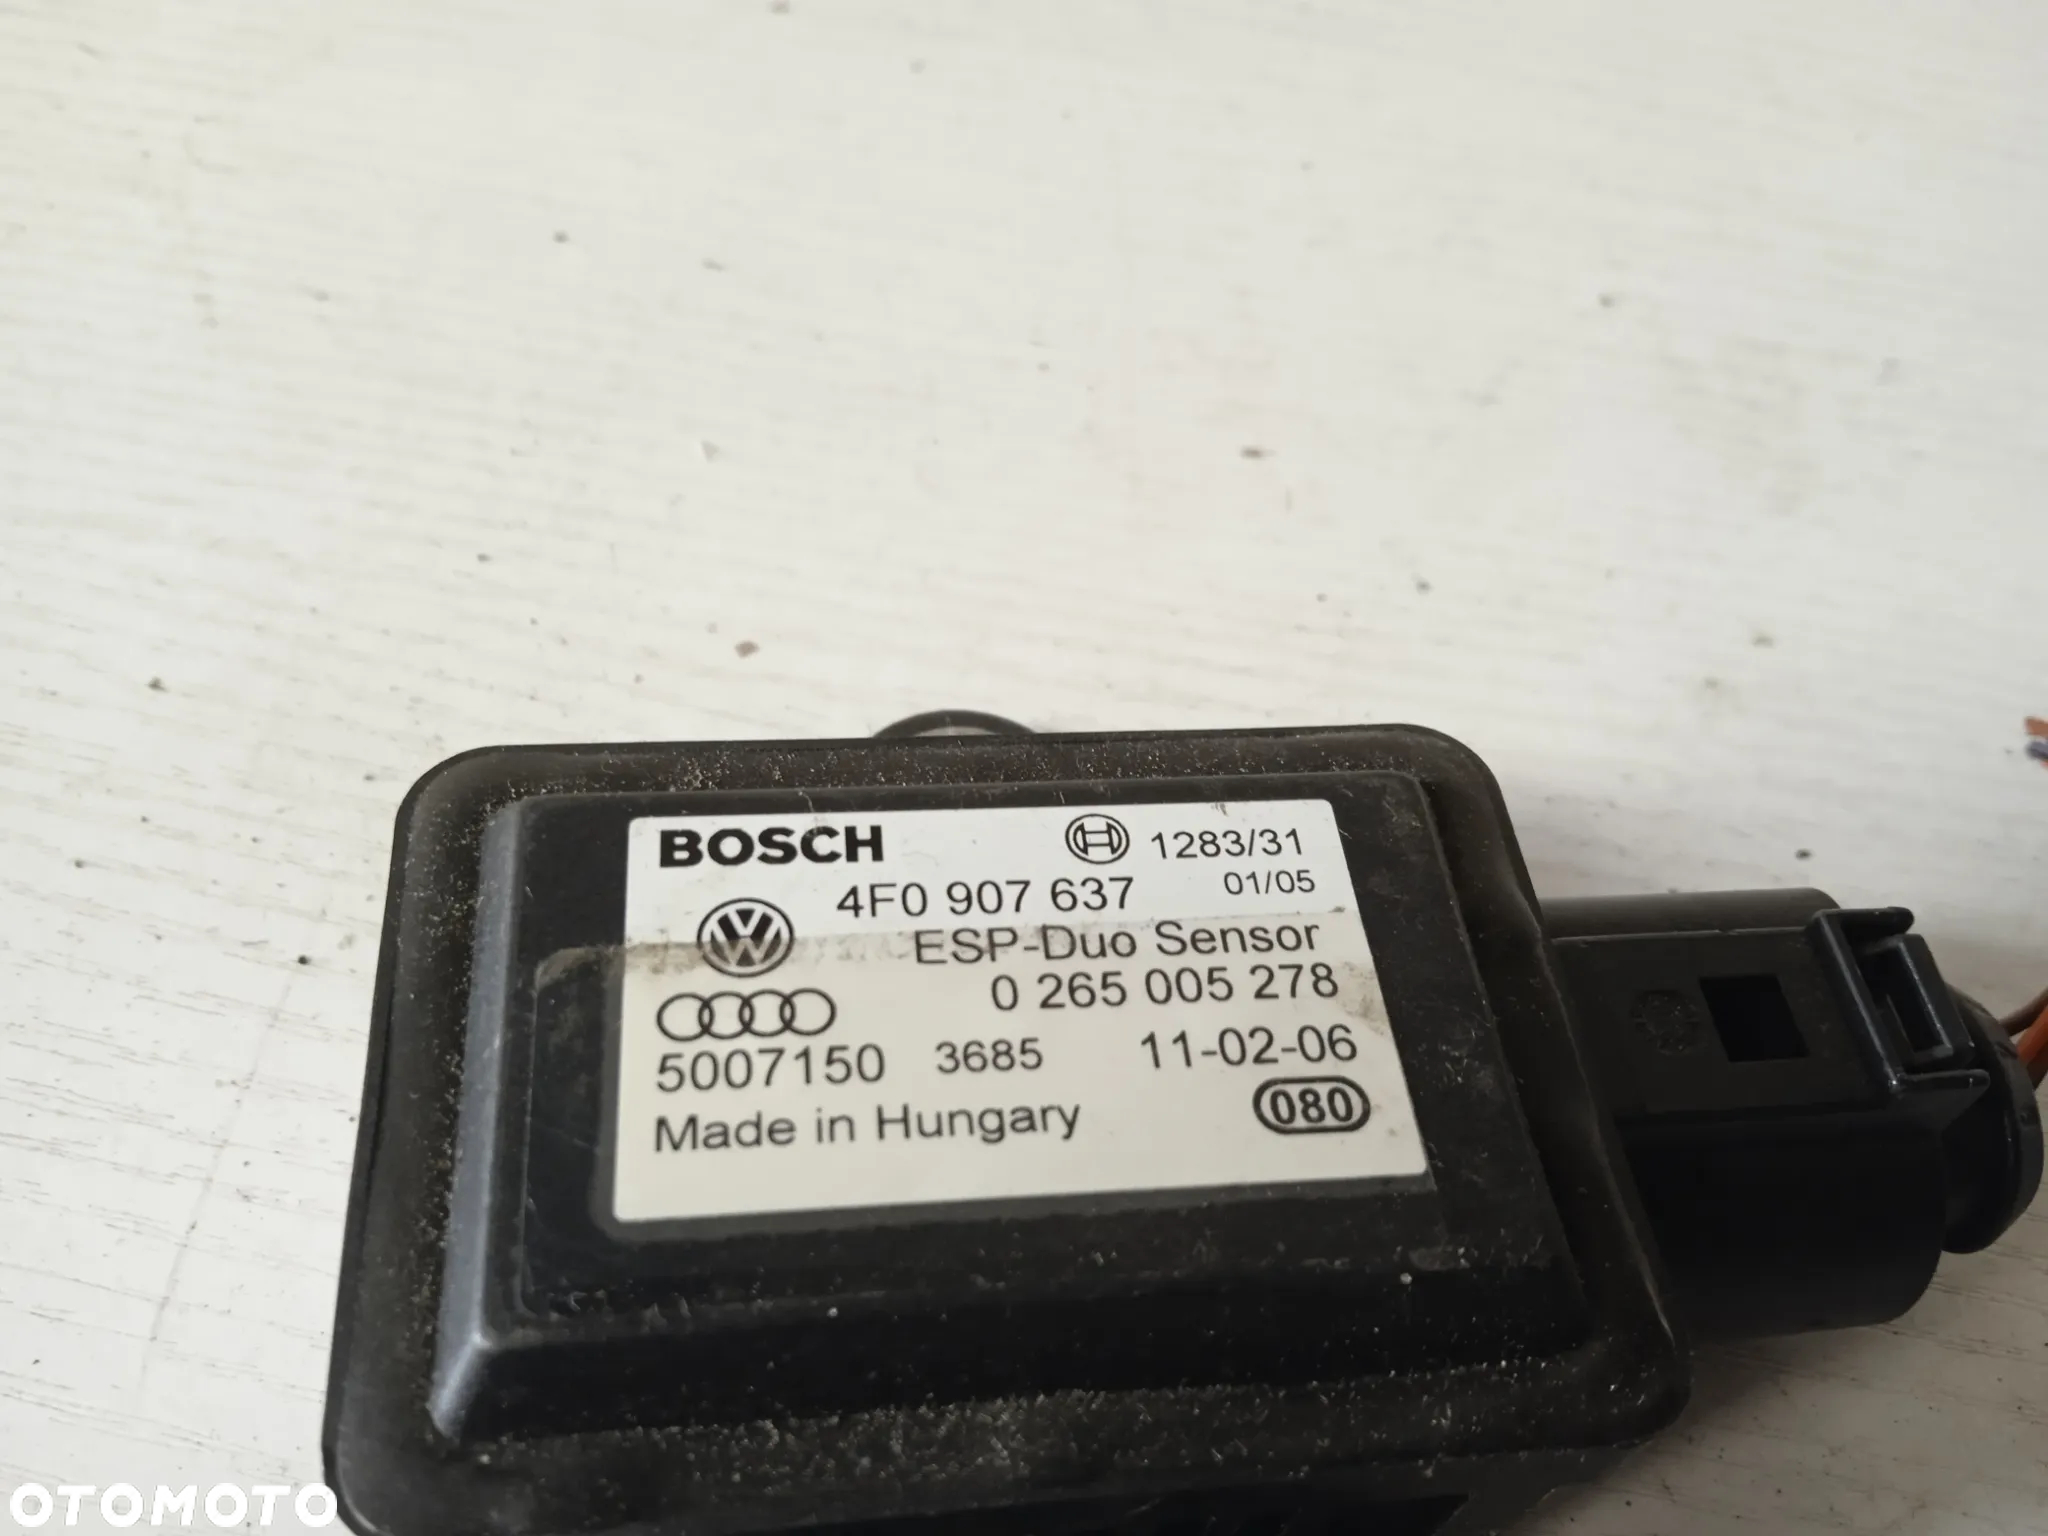 BOSCH 1283/31
4F0 907 637 01/05
ESP-Duo Sensor
0 265 005 278
5007150 3685 11-02-06
Made in Hungary 080
OTOMOTO